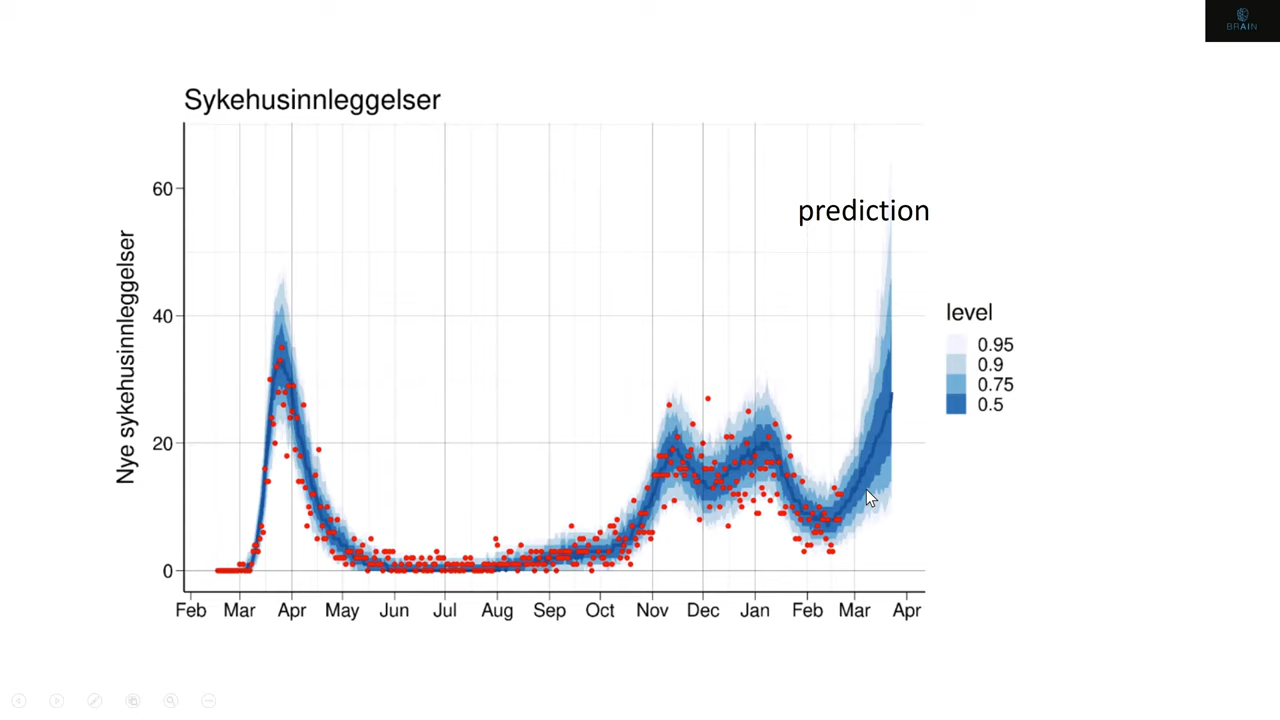 BRAIN
Sykehusinnleggelser
prediction
Nye sykehusinnleggelser
60
40
20
0
Feb Mar Apr May Jun Jul Aug Sep Oct Nov Dec Jan Feb Mar Apr
level
0.95
0.9
0.75
0.5